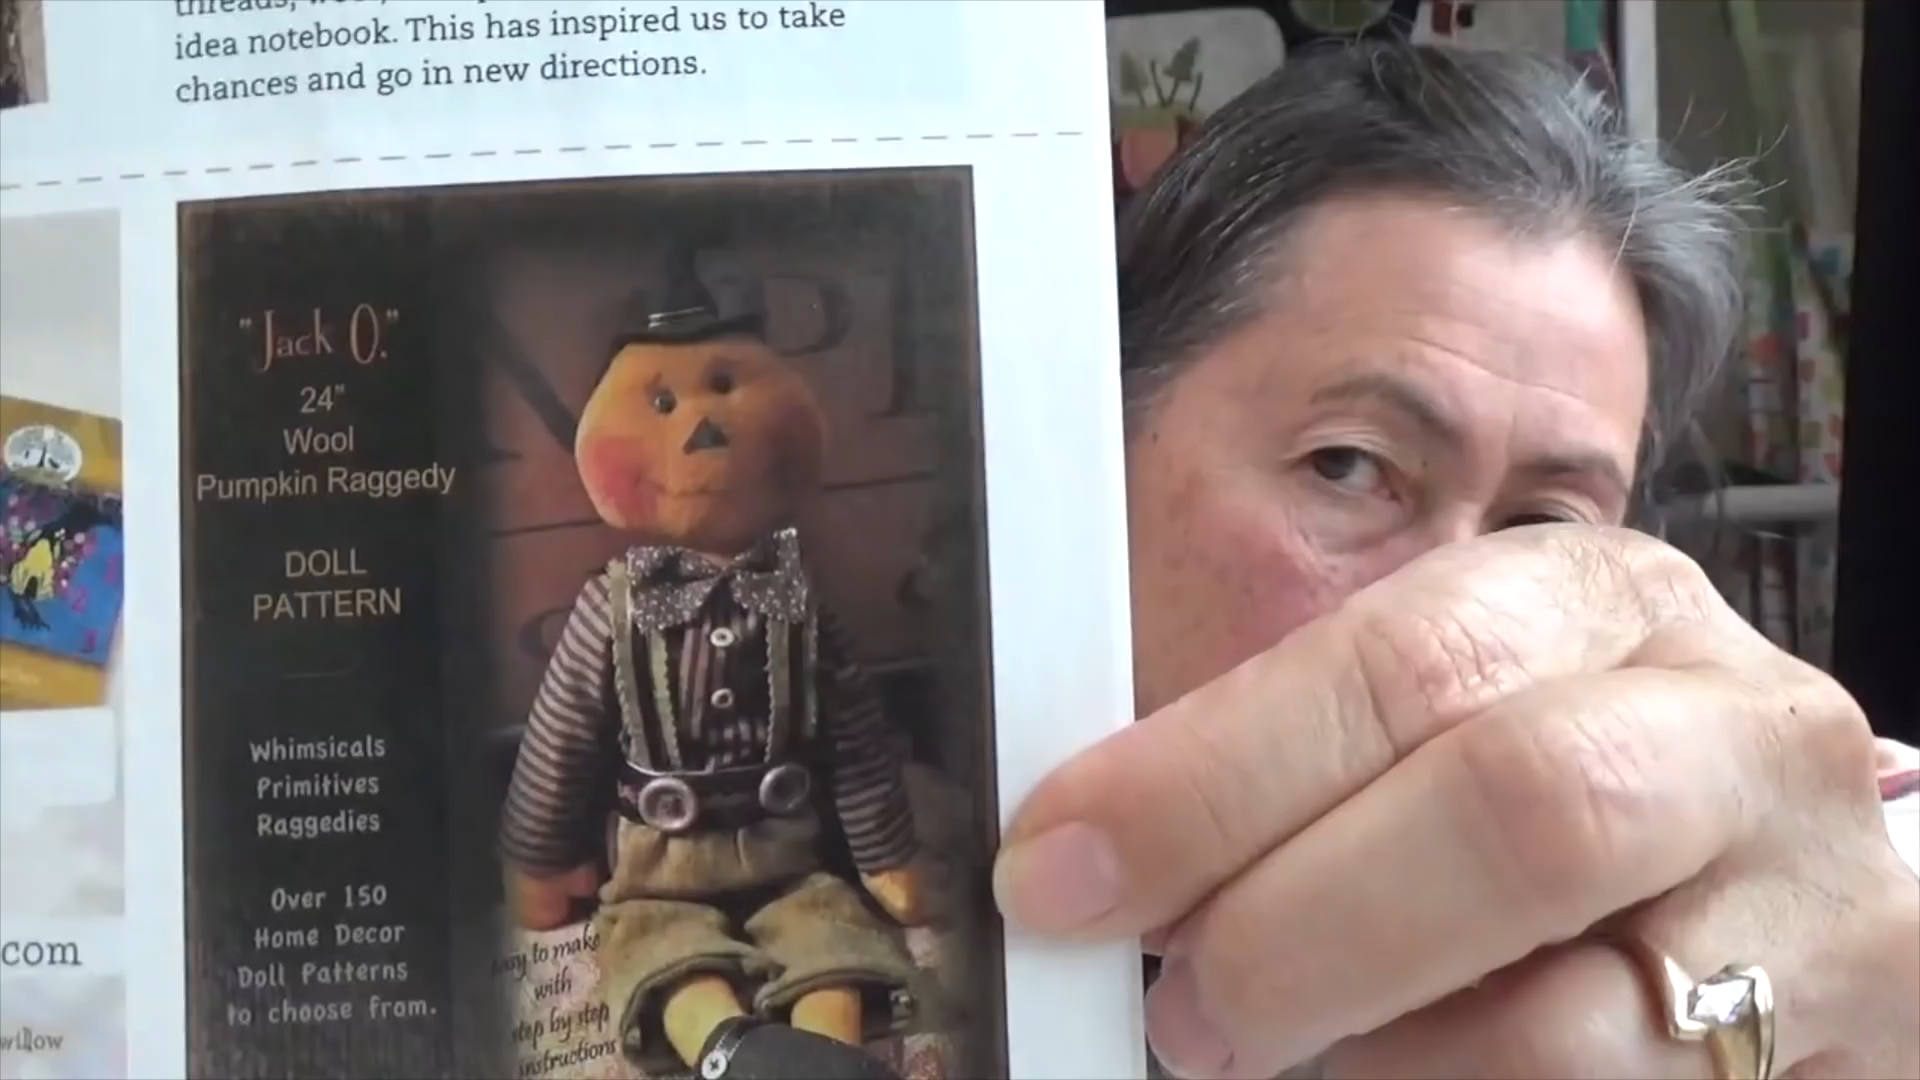 threads,
idea notebook. This has inspired us to take
chances and go in new directions.
"Jack O."
24"
Wool
Pumpkin Raggedy
DOLL
PATTERN
Whimsicals
Primitives
Raggedies
Over 150
Home Decor
Doll Patterns
to choose from.
easy to make
with
step by step
instructions
.com
willow